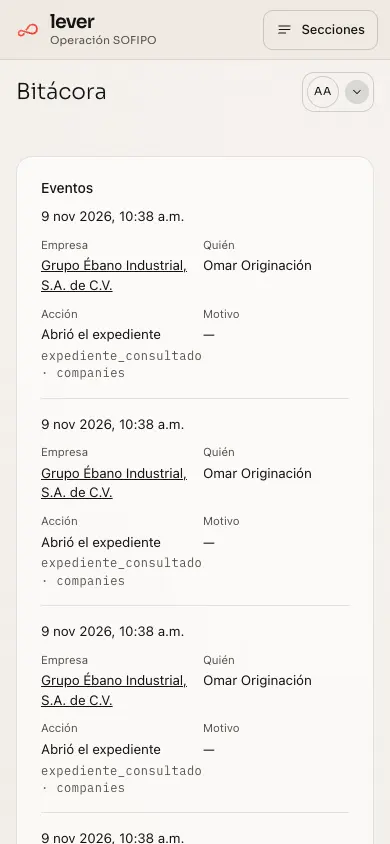 lever
Operación SOFIPO
Secciones
Bitácora
AA
Eventos
9 nov 2026, 10:38 a.m.
Empresa
Quién
Grupo Ébano Industrial,
S.A. de C.V.
Omar Originación
Acción
Motivo
Abrió el expediente
—
expediente_consultado
· companies
9 nov 2026, 10:38 a.m.
Empresa
Quién
Grupo Ébano Industrial,
S.A. de C.V.
Omar Originación
Acción
Motivo
Abrió el expediente
—
expediente_consultado
· companies
9 nov 2026, 10:38 a.m.
Empresa
Quién
Grupo Ébano Industrial,
S.A. de C.V.
Omar Originación
Acción
Motivo
Abrió el expediente
—
expediente_consultado
· companies
9 nov 2026, 10:38 a.m.